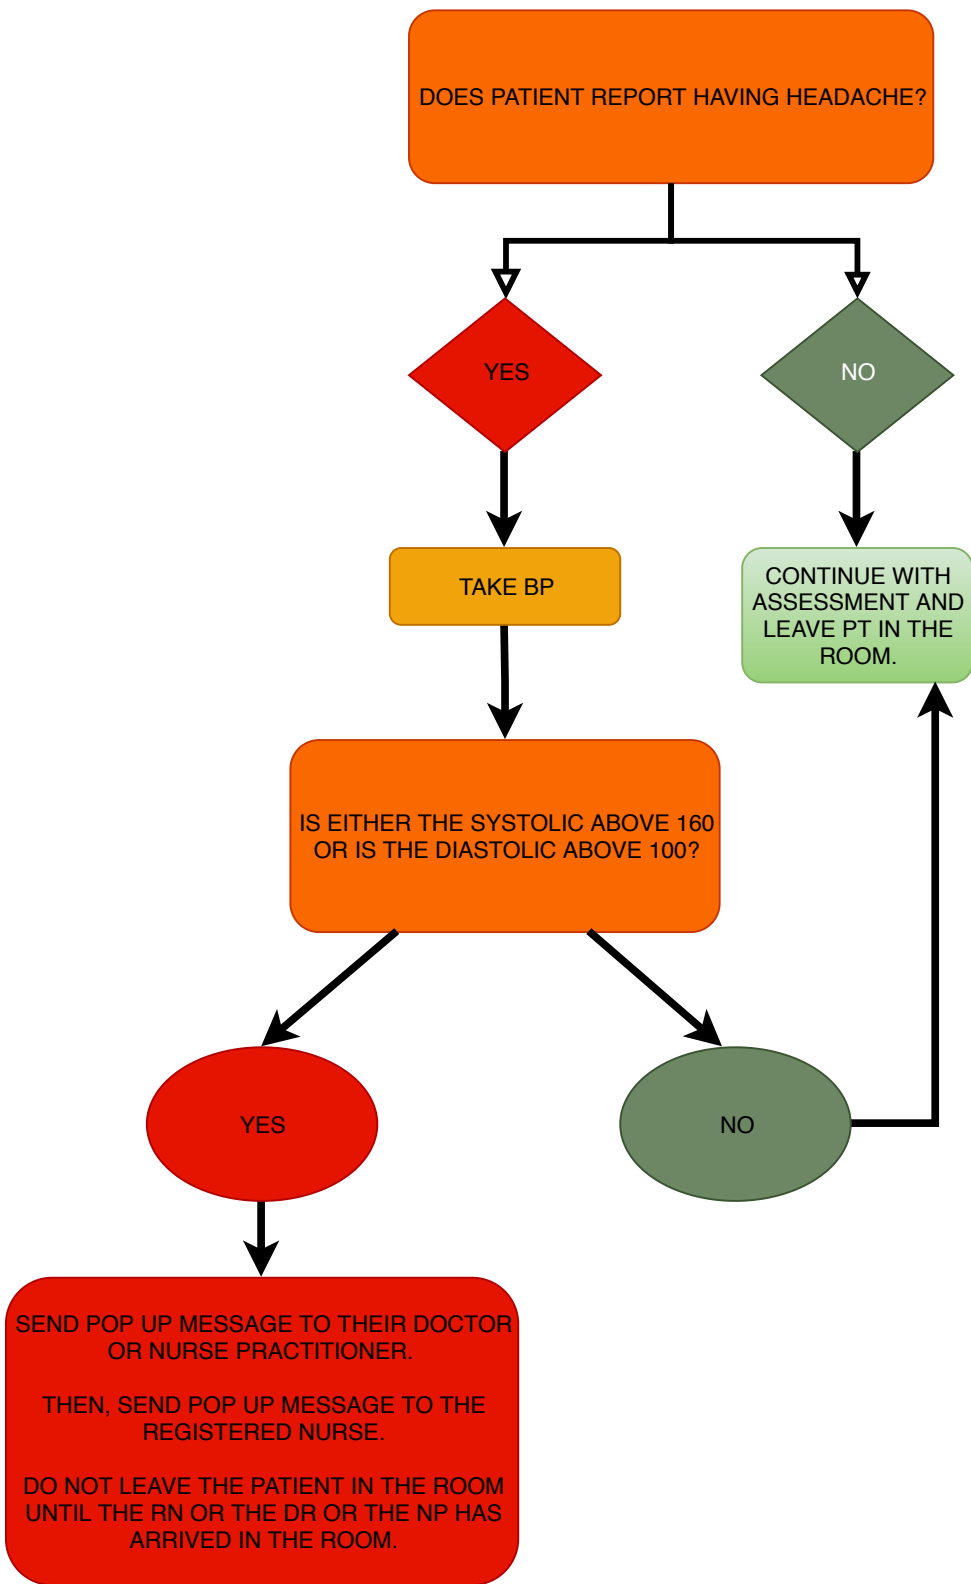 DOES PATIENT REPORT HAVING HEADACHE?
YES
NO
TAKE BP
CONTINUE WITH
ASSESSMENT AND
LEAVE PT IN THE
ROOM.
IS EITHER THE SYSTOLIC ABOVE 160
OR IS THE DIASTOLIC ABOVE 100?
YES
NO
SEND POP UP MESSAGE TO THEIR DOCTOR
OR NURSE PRACTITIONER.
THEN, SEND POP UP MESSAGE TO THE
REGISTERED NURSE.
DO NOT LEAVE THE PATIENT IN THE ROOM
UNTIL THE RN OR THE DR OR THE NP HAS
ARRIVED IN THE ROOM.